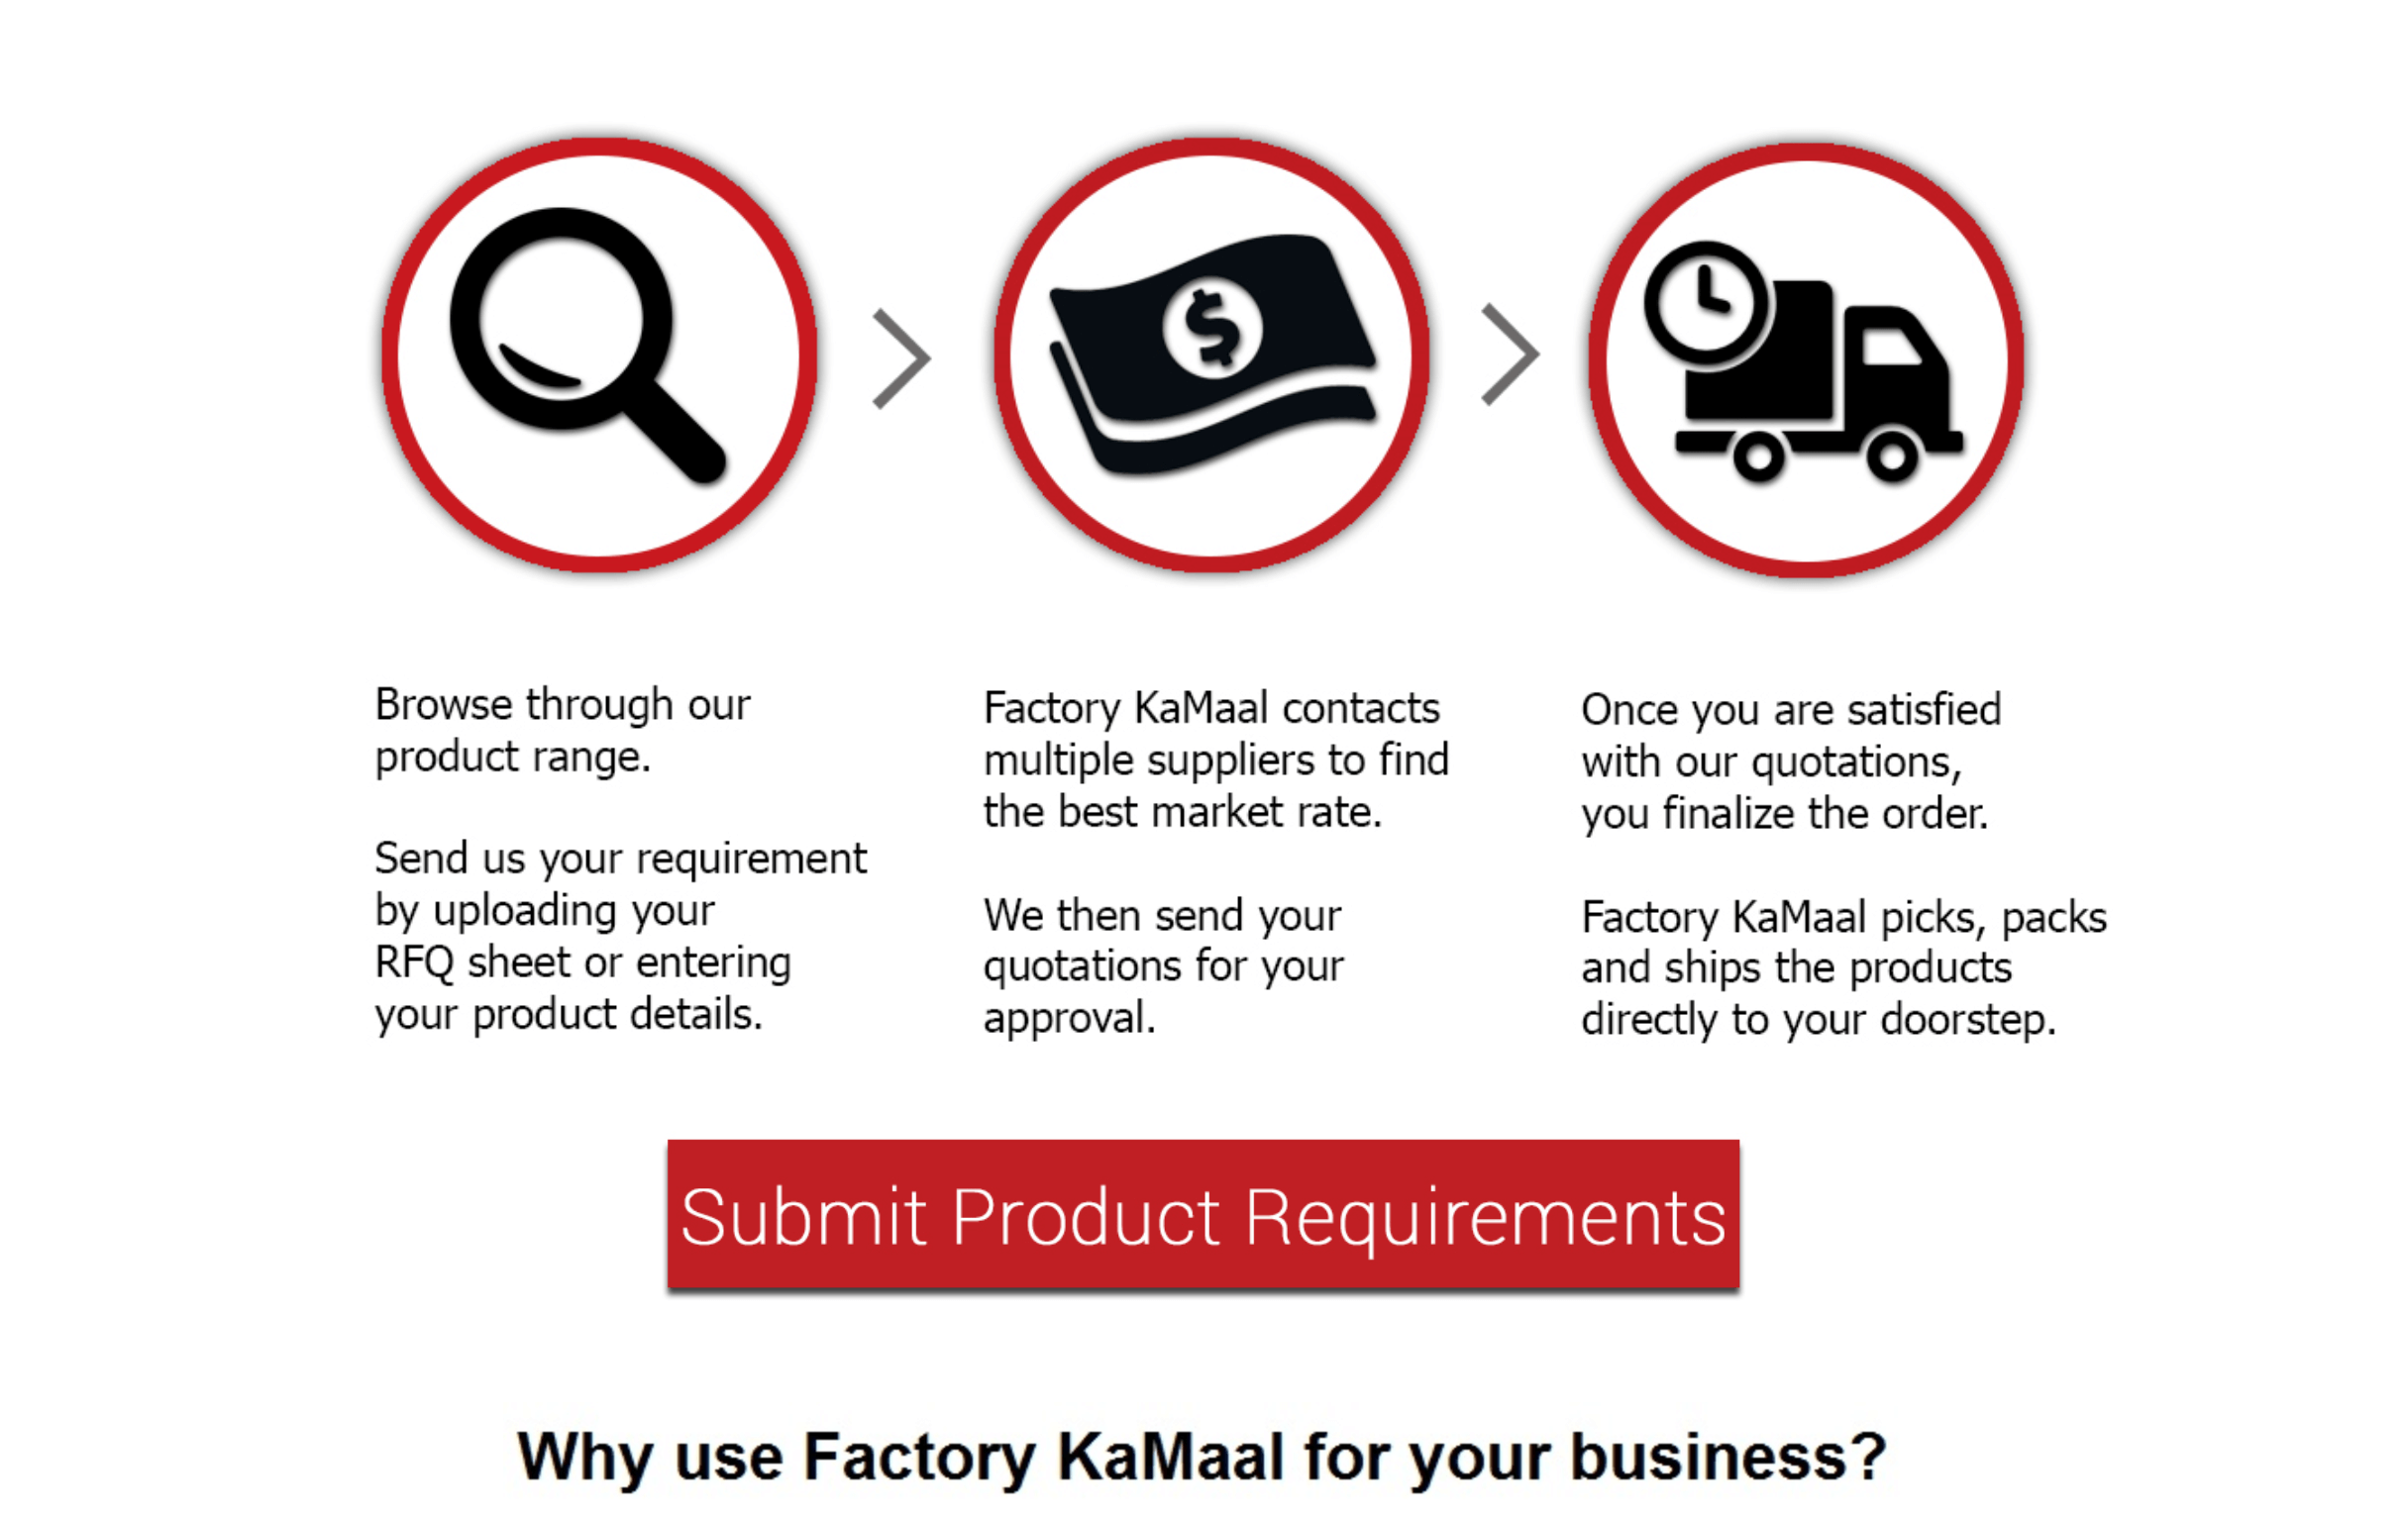 Browse through our
product range.
Send us your requirement
by uploading your
RFQ sheet or entering
your product details.
Factory KaMaal contacts
multiple suppliers to find
the best market rate.
We then send your
quotations for your
approval.
Once you are satisfied
with our quotations,
you finalize the order.
Factory KaMaal picks, packs
and ships the products
directly to your doorstep.
Submit Product Requirements
Why use Factory KaMaal for your business?